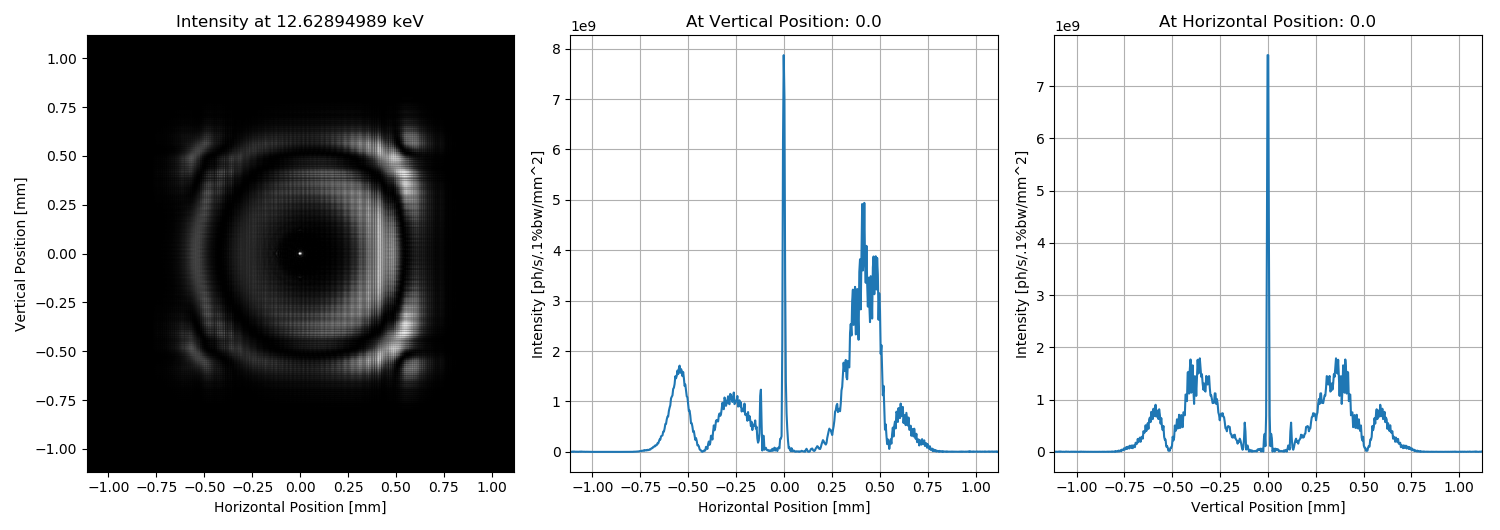 Intensity at 12.62894989 keV
Vertical Position [mm]
1.00
0.75
0.50
0.25
0.00
−0.25
−0.50
−0.75
−1.00
−1.00 −0.75 −0.50 −0.25 0.00 0.25 0.50 0.75 1.00
Horizontal Position [mm]
At Vertical Position: 0.0
1e9
Intensity [ph/s/.1%bw/mm^2]
8
7
6
5
4
3
2
1
0
−1.00 −0.75 −0.50 −0.25 0.00 0.25 0.50 0.75 1.00
Horizontal Position [mm]
At Horizontal Position: 0.0
1e9
Intensity [ph/s/.1%bw/mm^2]
7
6
5
4
3
2
1
0
−1.00 −0.75 −0.50 −0.25 0.00 0.25 0.50 0.75 1.00
Vertical Position [mm]